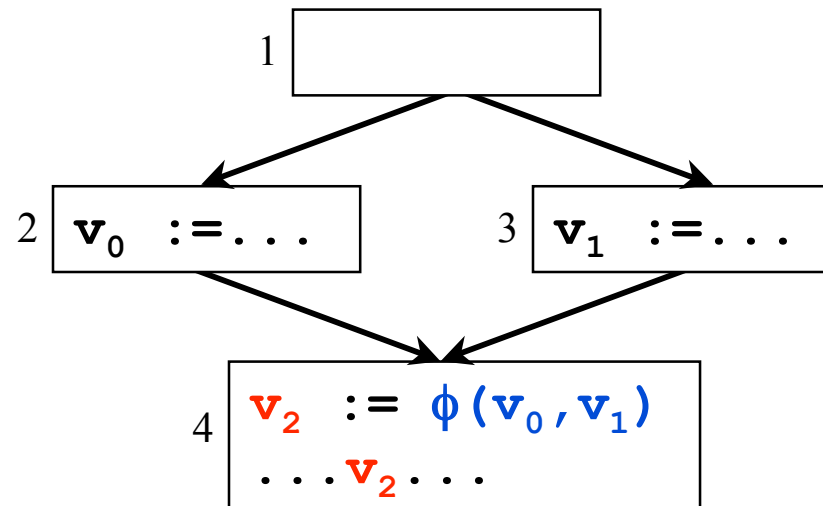 1
2 v₀ :=...
3 v₁ :=...
4
v₂ := ϕ(v₀,v₁)
...v₂...